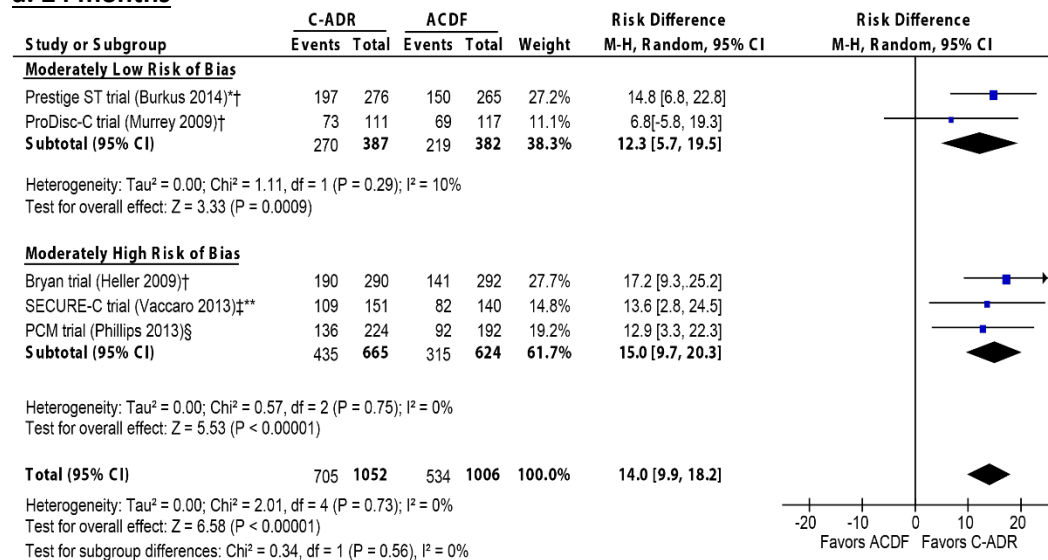 a. 24 months
C-ADR ACDF Risk Difference Risk Difference
Study or Subgroup Events Total Events Total Weight M-H, Random, 95% CI M-H, Random, 95% CI
Moderately Low Risk of Bias
Prestige ST trial (Burkus 2014)*† 197 276 150 265 27.2% 14.8 [6.8, 22.8]
ProDisc-C trial (Murrey 2009)† 73 111 69 117 11.1% 6.8[-5.8, 19.3]
Subtotal (95% CI) 270 387 219 382 38.3% 12.3 [5.7, 19.5]
Heterogeneity: Tau² = 0.00; Chi² = 1.11, df = 1 (P = 0.29); I² = 10%
Test for overall effect: Z = 3.33 (P = 0.0009)
Moderately High Risk of Bias
Bryan trial (Heller 2009)† 190 290 141 292 27.7% 17.2 [9.3,.25.2]
SECURE-C trial (Vaccaro 2013)‡** 109 151 82 140 14.8% 13.6 [2.8, 24.5]
PCM trial (Phillips 2013)§ 136 224 92 192 19.2% 12.9 [3.3, 22.3]
Subtotal (95% CI) 435 665 315 624 61.7% 15.0 [9.7, 20.3]
Heterogeneity: Tau² = 0.00; Chi² = 0.57, df = 2 (P = 0.75); I² = 0%
Test for overall effect: Z = 5.53 (P < 0.00001)
Total (95% CI) 705 1052 534 1006 100.0% 14.0 [9.9, 18.2]
Heterogeneity: Tau² = 0.00; Chi² = 2.01, df = 4 (P = 0.73); I² = 0%
Test for overall effect: Z = 6.58 (P < 0.00001)
Test for subgroup differences: Chi² = 0.34, df = 1 (P = 0.56), I² = 0%
-20 -10 0 10 20
Favors ACDF Favors C-ADR